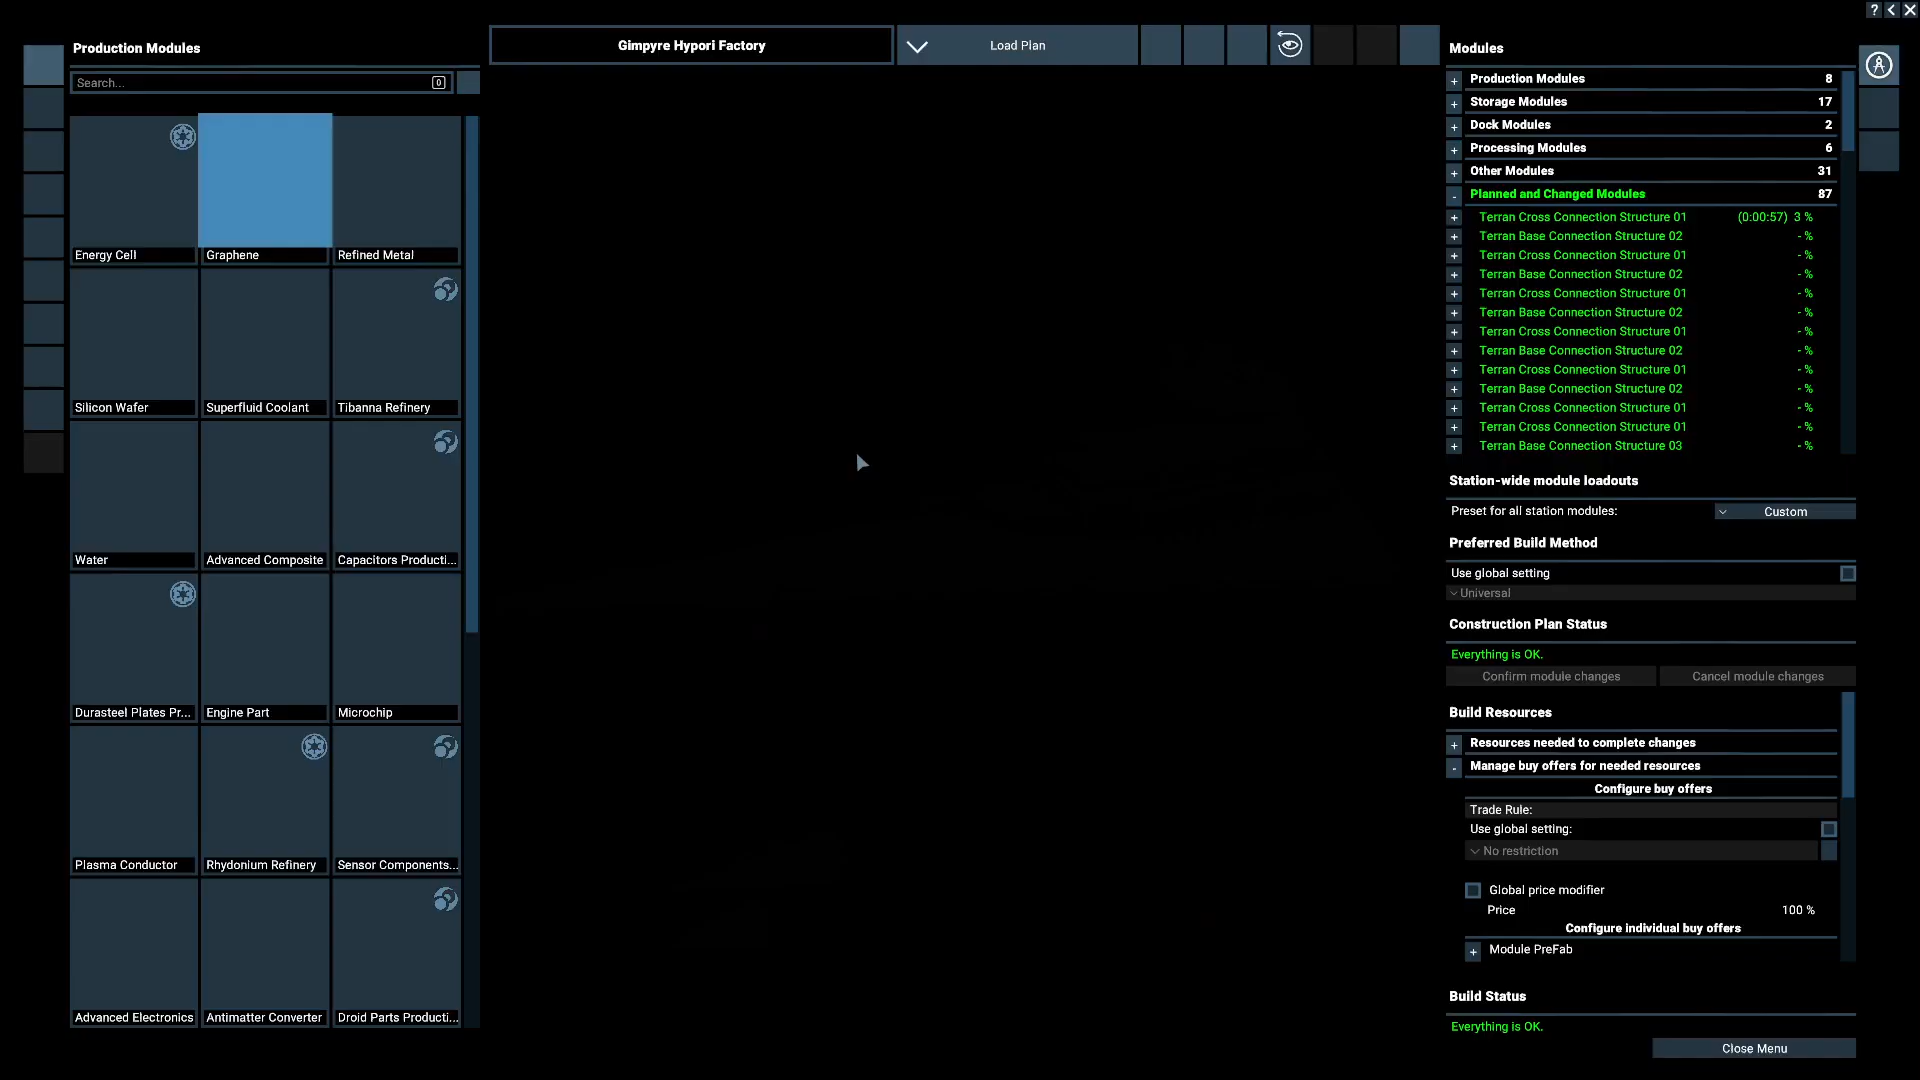 Production Modules
Search...
0
Energy Cell
Graphene
Refined Metal
Silicon Wafer
Superfluid Coolant
Tibanna Refinery
Water
Advanced Composite
Capacitors Producti...
Durasteel Plates Pr...
Engine Part
Microchip
Plasma Conductor
Rhydonium Refinery
Sensor Components...
Advanced Electronics
Antimatter Converter
Droid Parts Producti...
Gimpyre Hypori Factory
Load Plan
?
Modules
+ Production Modules 8
+ Storage Modules 17
+ Dock Modules 2
+ Processing Modules 6
+ Other Modules 31
- Planned and Changed Modules 87
+ Terran Cross Connection Structure 01 (0:00:57) 3 %
+ Terran Base Connection Structure 02 - %
+ Terran Cross Connection Structure 01 - %
+ Terran Base Connection Structure 02 - %
+ Terran Cross Connection Structure 01 - %
+ Terran Base Connection Structure 02 - %
+ Terran Cross Connection Structure 01 - %
+ Terran Base Connection Structure 02 - %
+ Terran Cross Connection Structure 01 - %
+ Terran Base Connection Structure 02 - %
+ Terran Cross Connection Structure 01 - %
+ Terran Cross Connection Structure 01 - %
+ Terran Base Connection Structure 03 - %
Station-wide module loadouts
Preset for all station modules: Custom
Preferred Build Method
Use global setting
Universal
Construction Plan Status
Everything is OK.
Confirm module changes Cancel module changes
Build Resources
+ Resources needed to complete changes
- Manage buy offers for needed resources
Configure buy offers
Trade Rule:
Use global setting:
No restriction
Global price modifier
Price 100 %
Configure individual buy offers
+ Module PreFab
Build Status
Everything is OK.
Close Menu